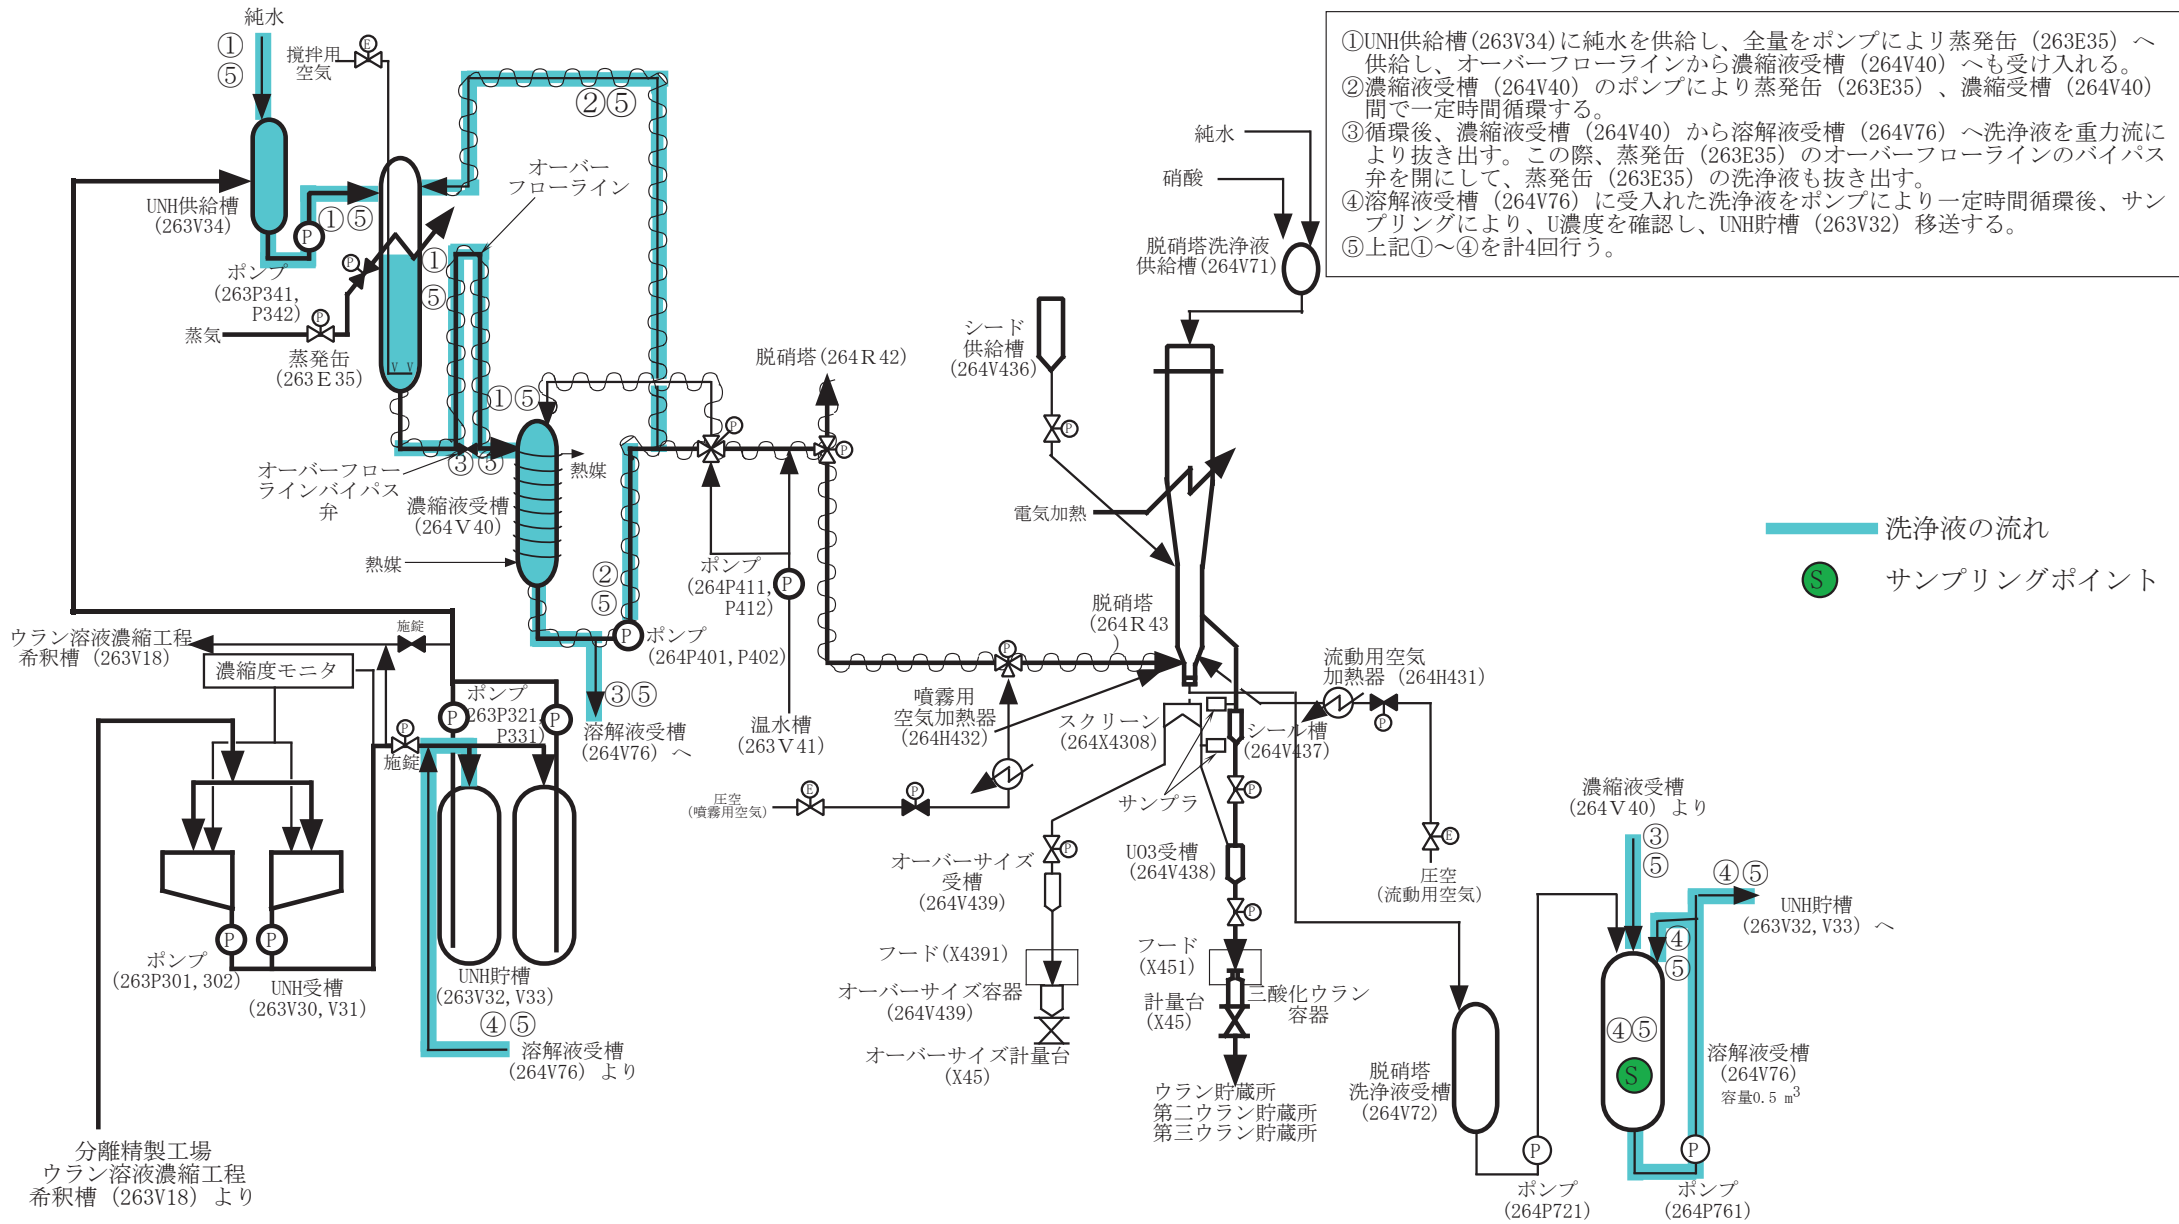 ①UNH供給槽(263V34)に純水を供給し、全量をポンプにより蒸発缶（263E35）へ
供給し、オーバーフローラインから濃縮液受槽（264V40）へも受け入れる。
②濃縮液受槽（264V40）のポンプにより蒸発缶（263E35）、濃縮受槽（264V40）
間で一定時間循環する。
③循環後、濃縮液受槽（264V40）から溶解液受槽（264V76）へ洗浄液を重力流に
より抜き出す。この際、蒸発缶（263E35）のオーバーフローラインのバイパス
弁を開にして、蒸発缶（263E35）の洗浄液も抜き出す。
④溶解液受槽（264V76）に受入れた洗浄液をポンプにより一定時間循環後、サン
プリングにより、U濃度を確認し、UNH貯槽（263V32）移送する。
⑤上記①～④を計4回行う。
純水
①
⑤
撹拌用
空気
E
②⑤
オーバー
フローライン
UNH供給槽
(263V34)
①⑤
P
ポンプ
(263P341,
P342)
P
①
⑤
蒸気
P
蒸発缶
(263Ｅ35)
V V
脱硝塔(264Ｒ42)
①⑤
P
P
③⑤
オーバーフロー
ラインバイパス
弁
熱媒
濃縮液受槽
(264Ｖ40)
熱媒
②
⑤
ポンプ
(264P411,
P412)
P
P
ポンプ
(264P401,P402)
③⑤
溶解液受槽
(264V76) へ
温水槽
(263Ｖ41)
純水
硝酸
脱硝塔洗浄液
供給槽(264V71)
シード
供給槽
(264V436)
P
電気加熱
脱硝塔
(264Ｒ43
)
P
噴霧用
空気加熱器
(264H432)
圧空
(噴霧用空気)
E
P
スクリーン
(264X4308)
シール槽
(264V437)
サンプラ
流動用空気
加熱器 (264H431)
P
E
圧空
(流動用空気)
P
P
オーバーサイズ
受槽
(264V439)
UO3受槽
(264V438)
P
フード(X4391)
フード
(X451)
オーバーサイズ容器
(264V439)
計量台
(X45)
三酸化ウラン
容器
オーバーサイズ計量台
(X45)
ウラン貯蔵所
第二ウラン貯蔵所
第三ウラン貯蔵所
洗浄液の流れ
S
サンプリングポイント
ウラン溶液濃縮工程
希釈槽 (263V18)
施錠
濃縮度モニタ
ポンプ
263P321,
P331)
P
P
P
施錠
P
P
ポンプ
(263P301,302)
UNH受槽
(263V30,V31)
UNH貯槽
(263V32,V33)
④⑤
溶解液受槽
(264V76) より
分離精製工場
ウラン溶液濃縮工程
希釈槽 (263V18) より
濃縮液受槽
(264Ｖ40) より
③
⑤
④⑤
UNH貯槽
(263V32,V33) へ
④
⑤
④⑤
S
溶解液受槽
(264V76)
容量0.5 m3
脱硝塔
洗浄液受槽
(264V72)
P
P
ポンプ
(264P721)
ポンプ
(264P761)